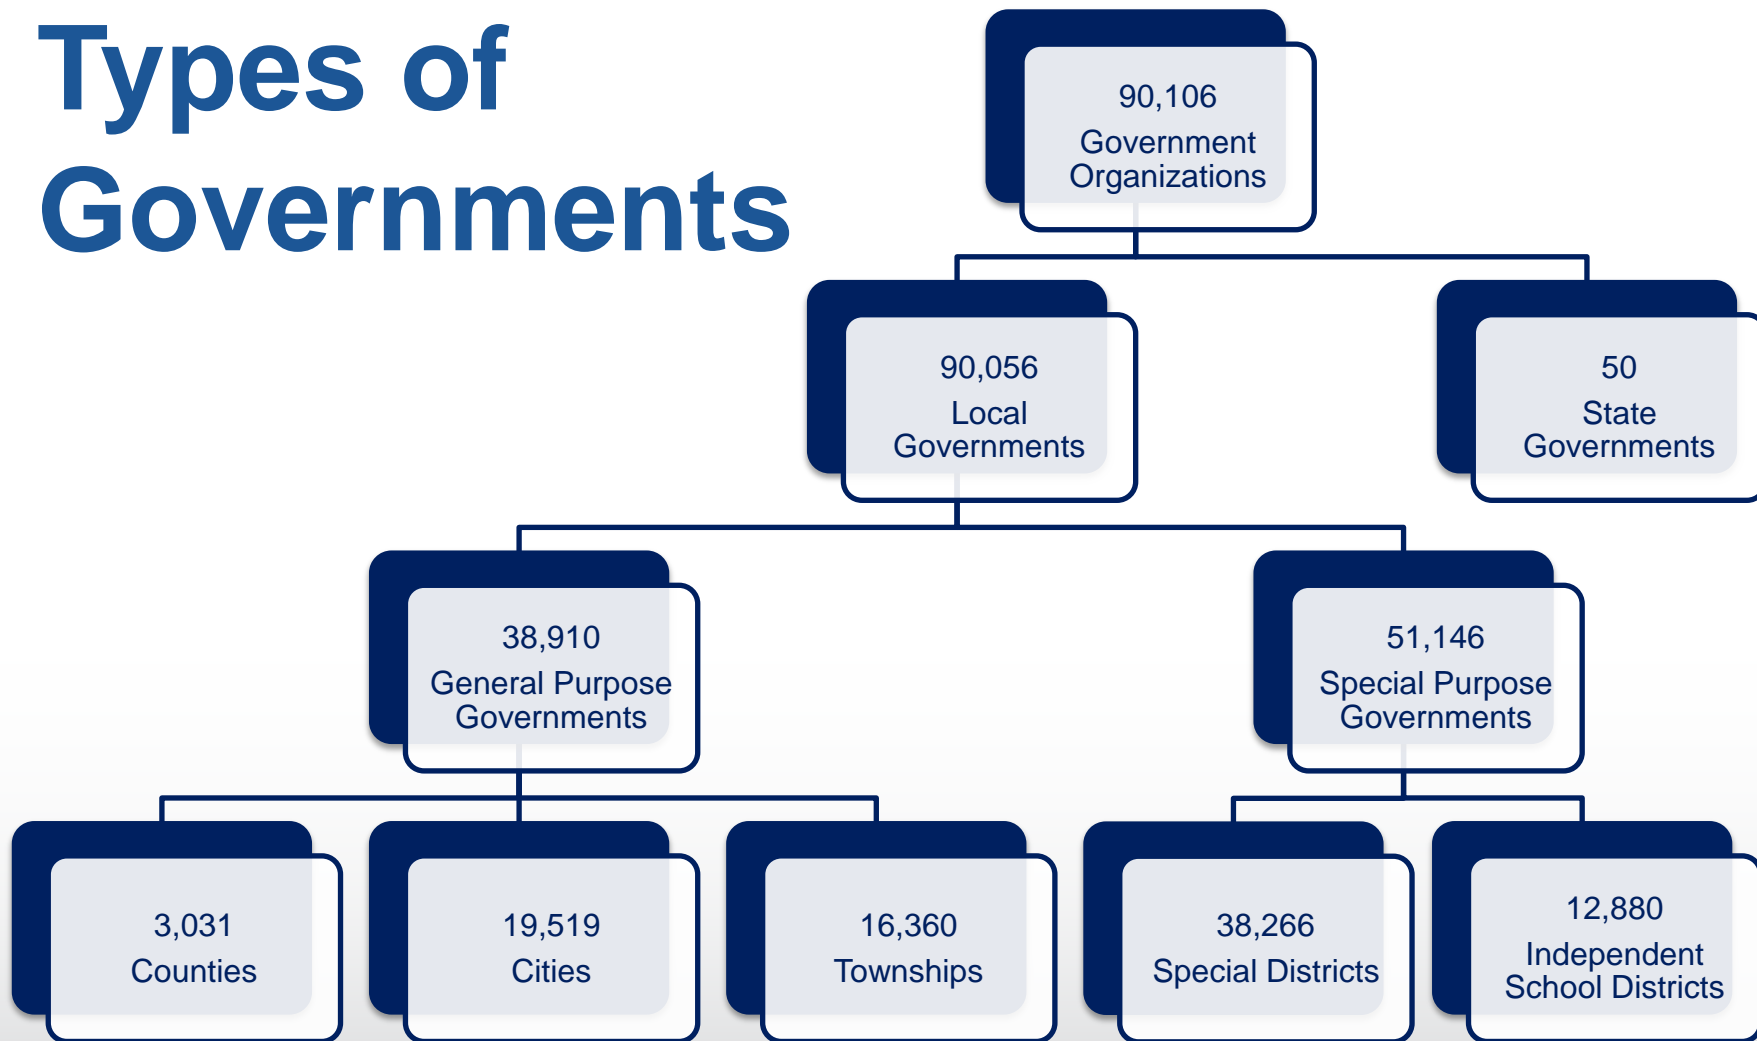 Types of
Governments
90,106
Government
Organizations
90,056
Local
Governments
50
State
Governments
38,910
General Purpose
Governments
51,146
Special Purpose
Governments
3,031
Counties
19,519
Cities
16,360
Townships
38,266
Special Districts
12,880
Independent
School Districts